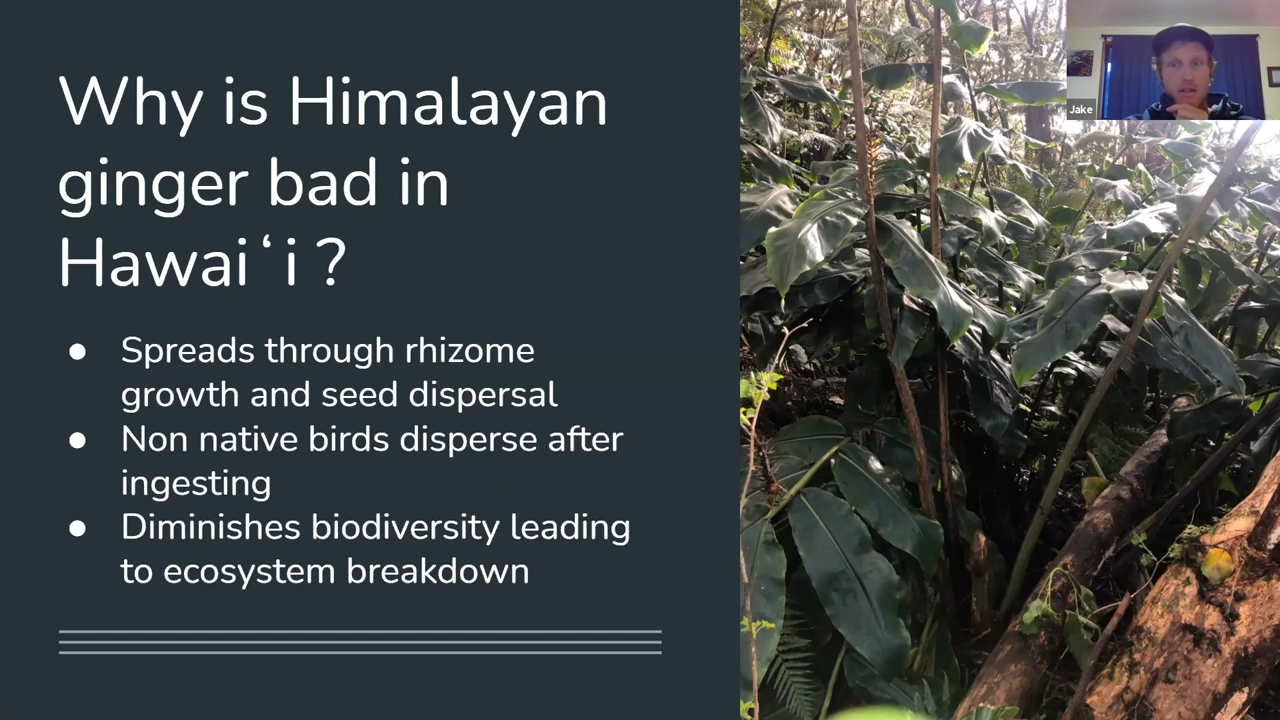 Why is Himalayan
ginger bad in
Hawaiʻi ?
● Spreads through rhizome
growth and seed dispersal
● Non native birds disperse after
ingesting
● Diminishes biodiversity leading
to ecosystem breakdown
Jake